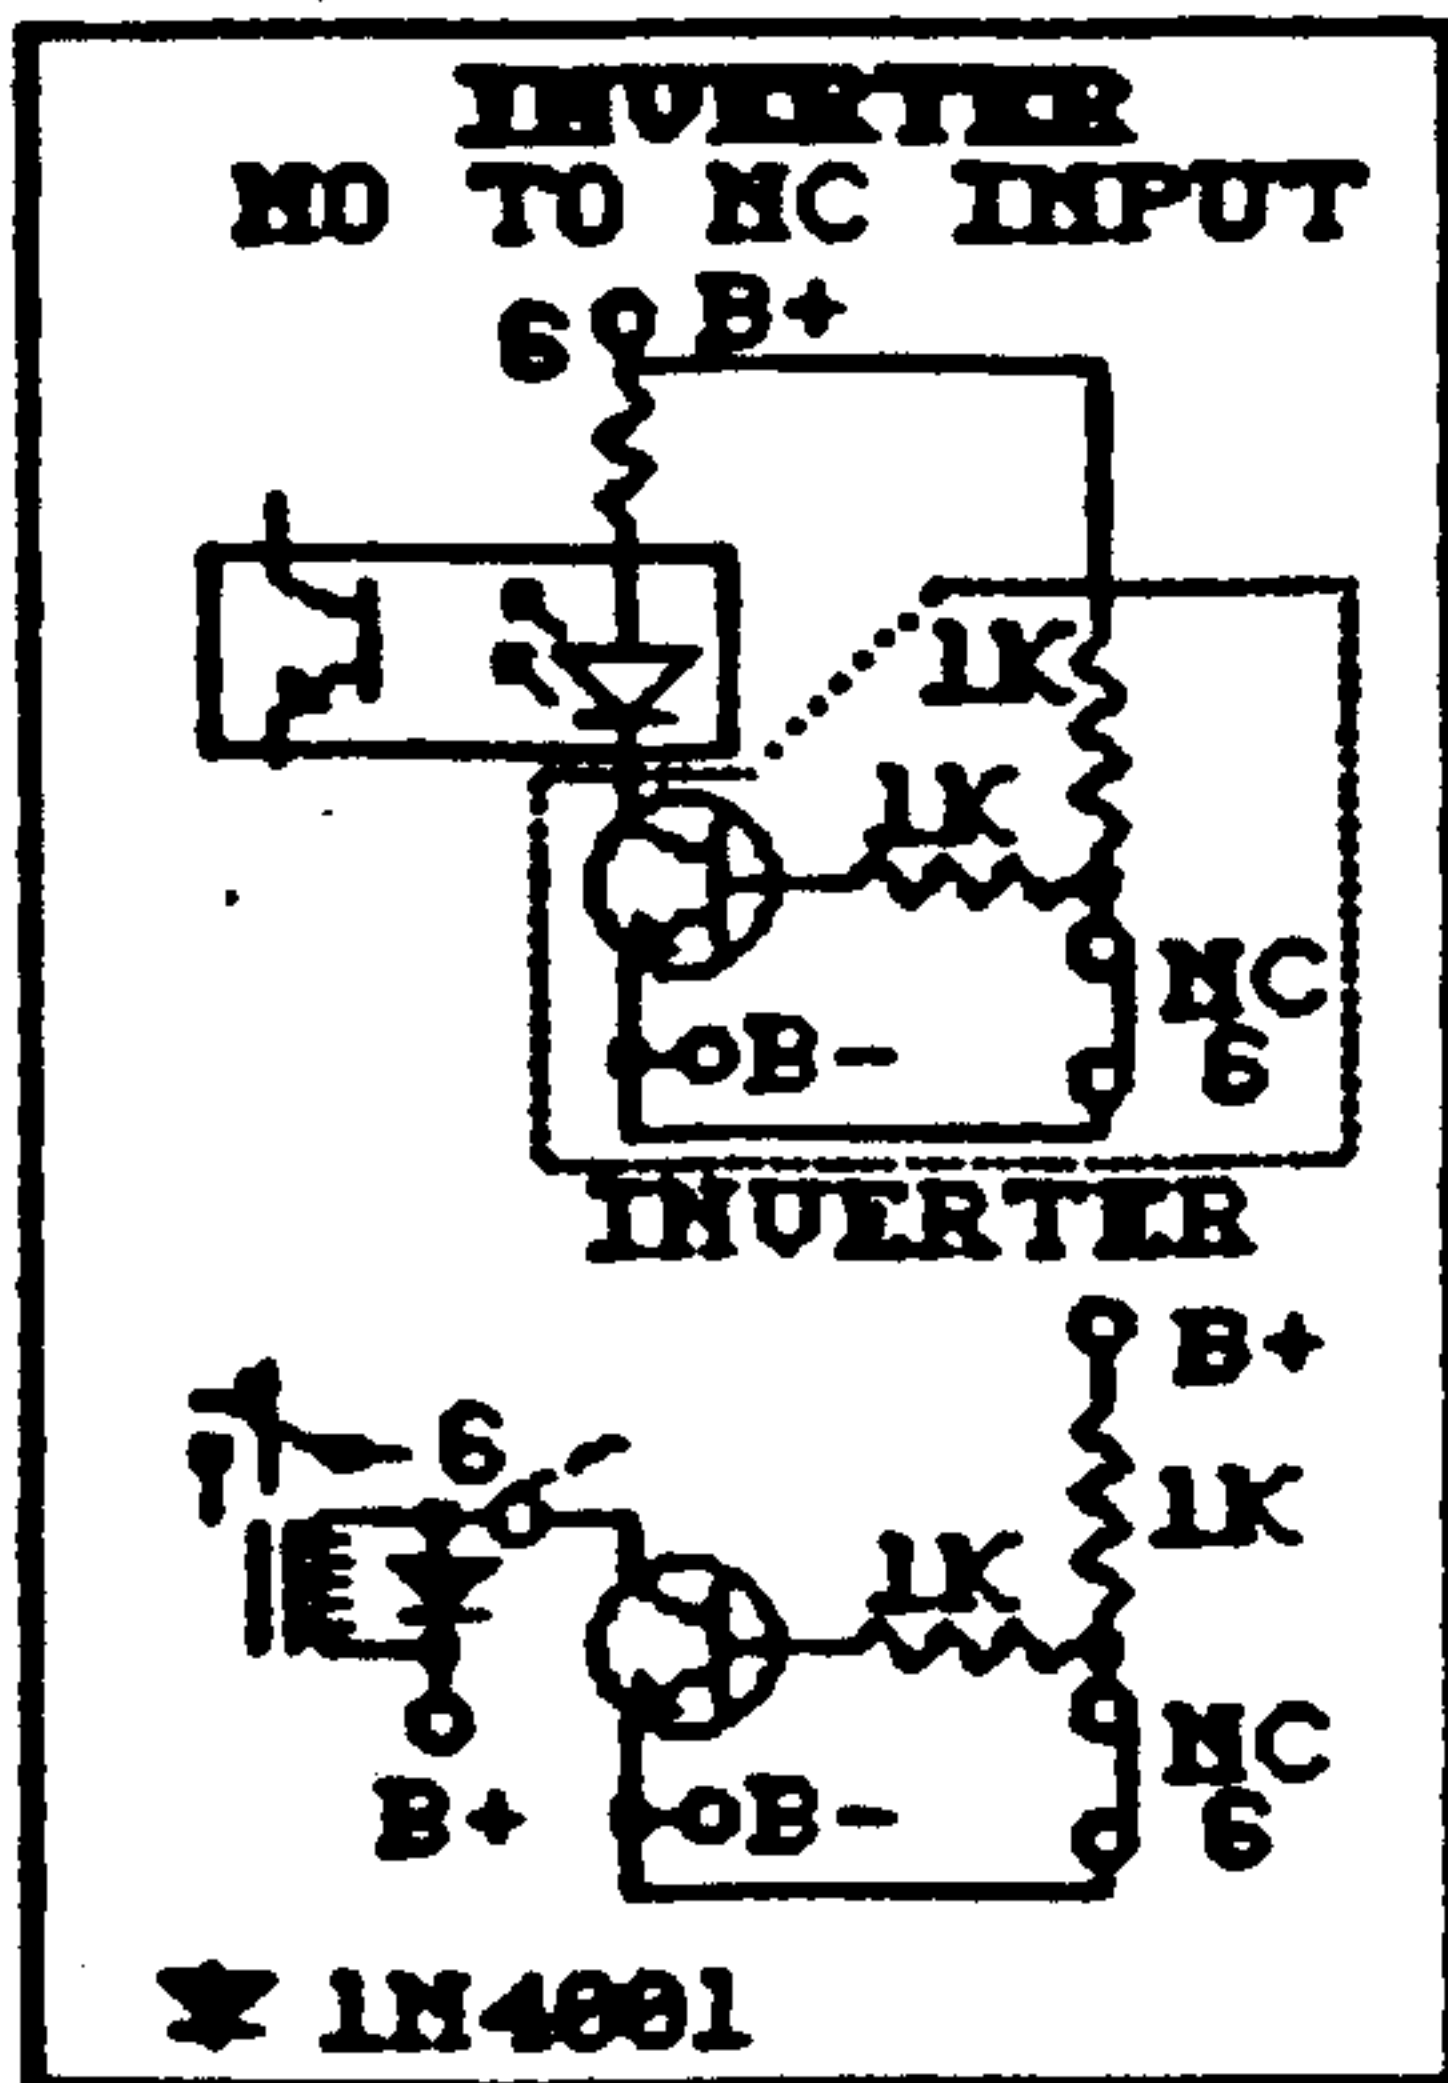 INVERTER
NO TO NC INPUT
6 B+
1K
1K
NC
6
B-
INVERTER
B+
6
1K
1K
NC
6
B+
B-
1N4001